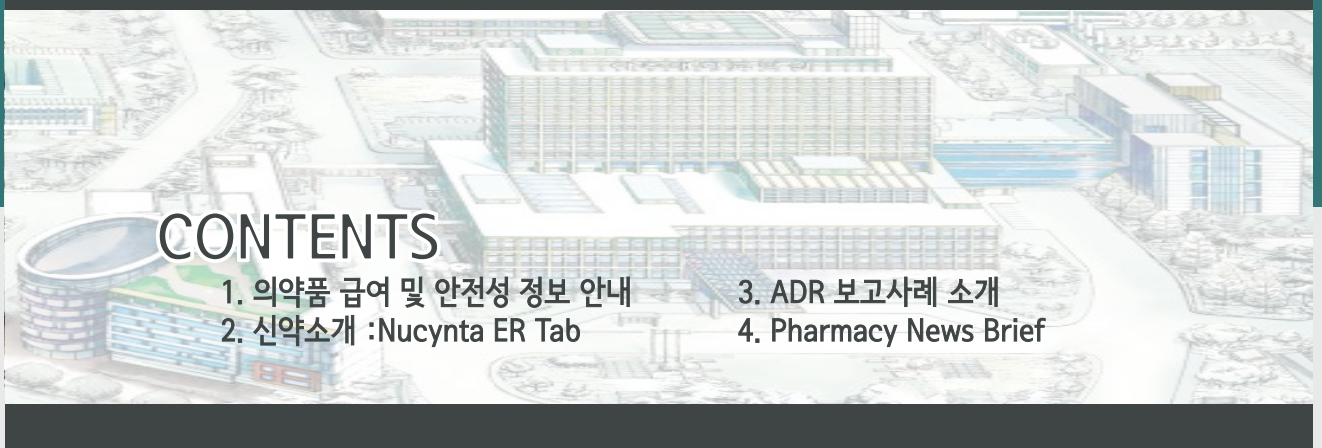 CONTENTS
1. 의약품 급여 및 안전성 정보 안내
2. 신약소개 :Nucynta ER Tab
3. ADR 보고사례 소개
4. Pharmacy News Brief